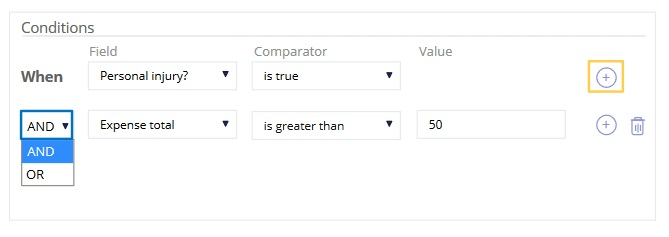 Conditions
Field Comparator Value
When Personal injury? is true
AND Expense total is greater than 50
AND
OR